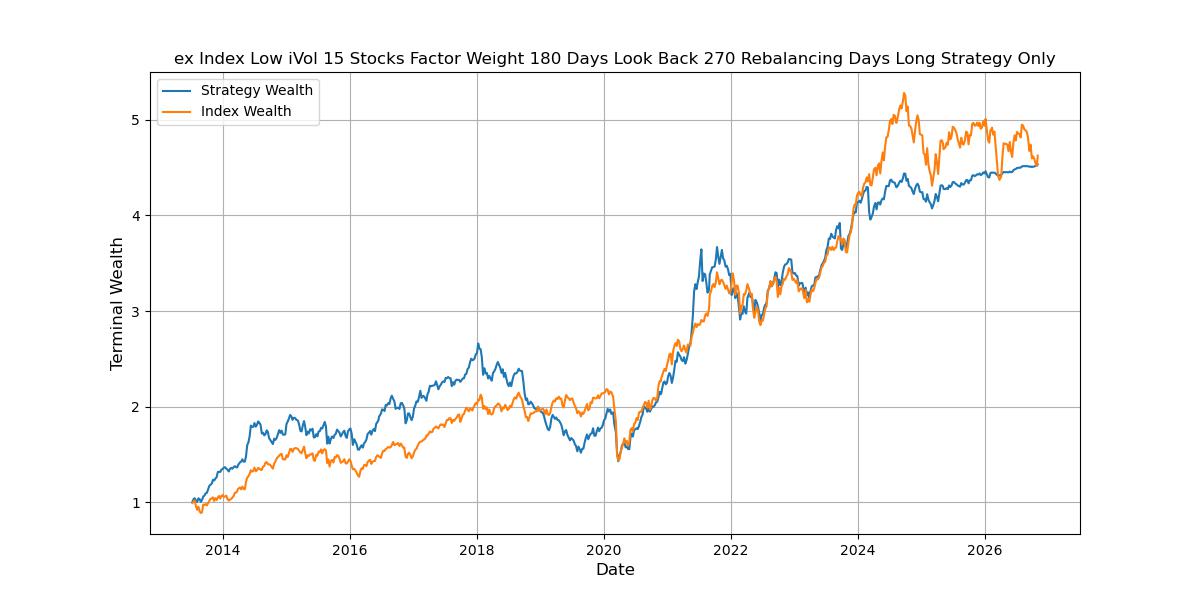 ex Index Low iVol 15 Stocks Factor Weight 180 Days Look Back 270 Rebalancing Days Long Strategy Only
Strategy Wealth
Index Wealth
Terminal Wealth
5
4
3
2
1
2014 2016 2018 2020 2022 2024 2026
Date